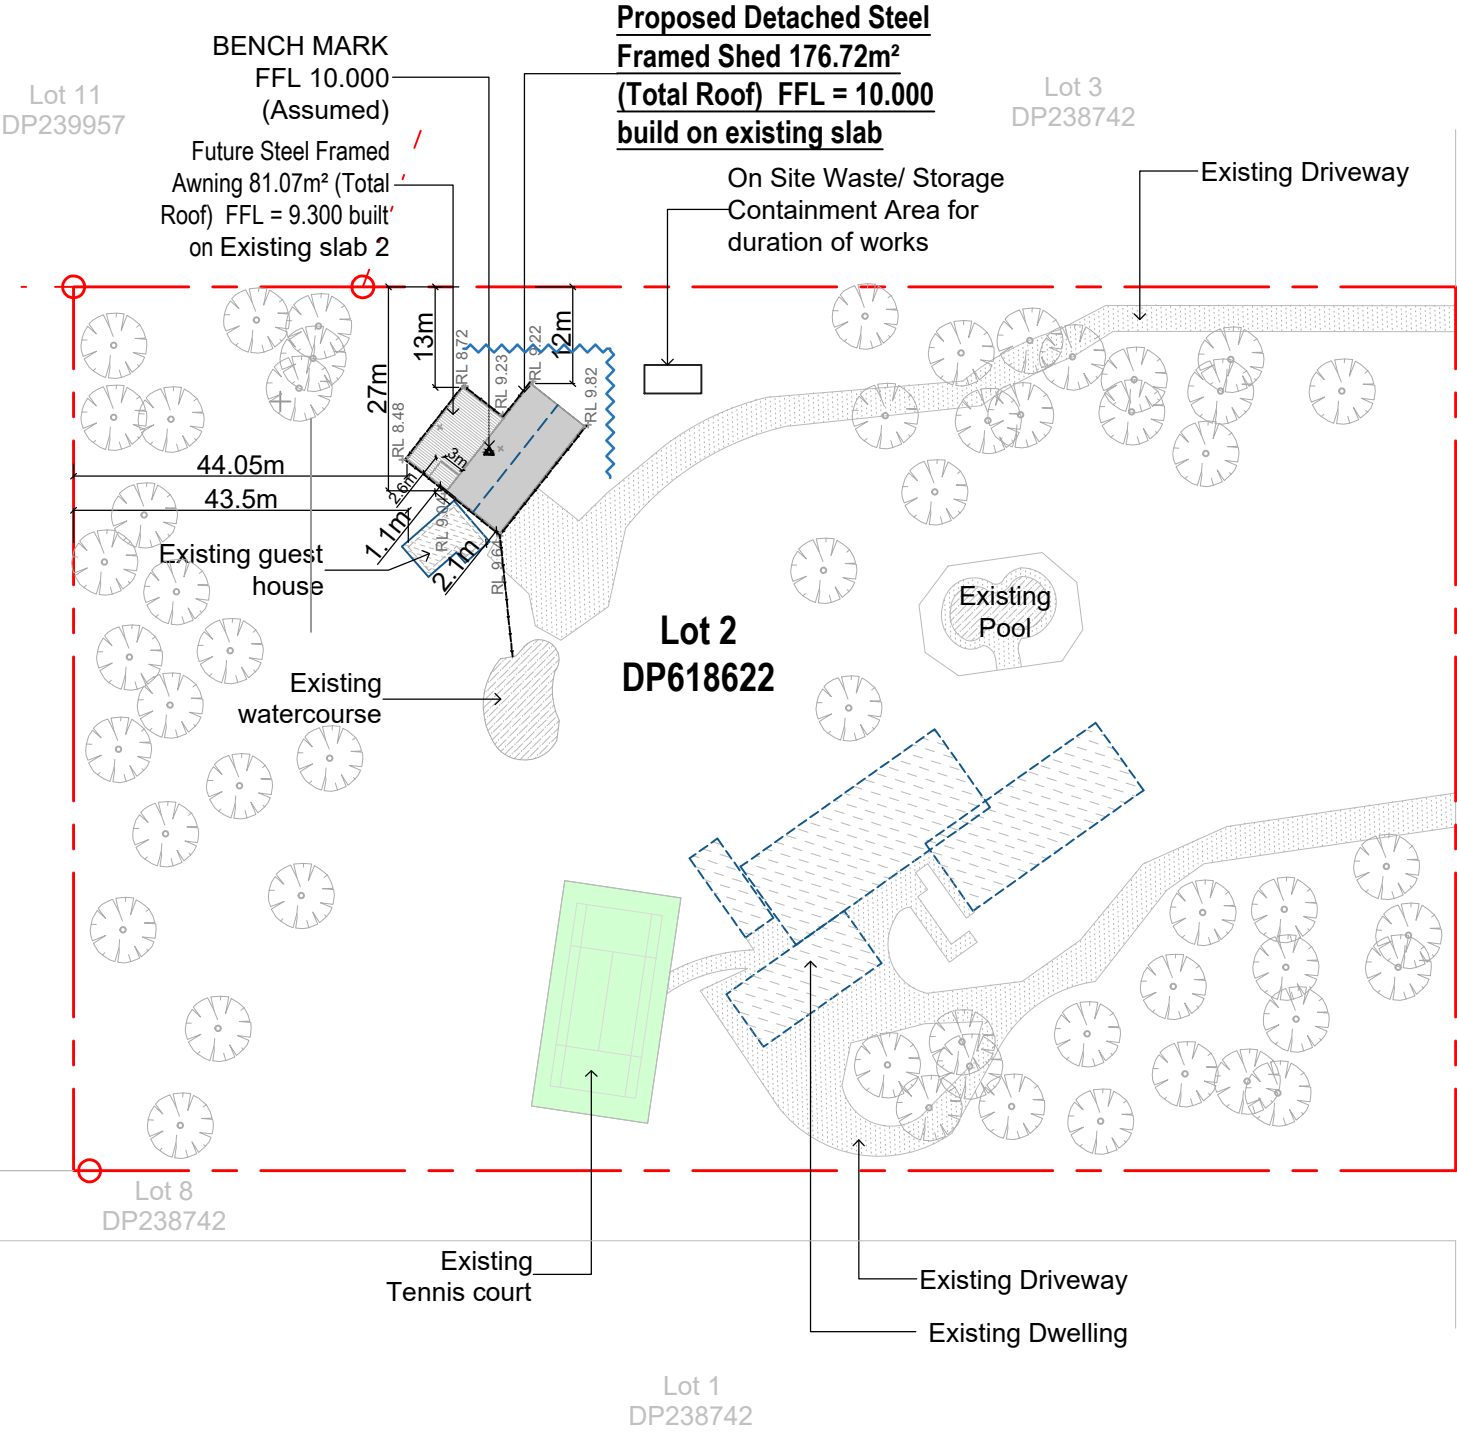 Proposed Detached Steel
Framed Shed 176.72m²
(Total Roof) FFL = 10.000
build on existing slab
BENCH MARK
FFL 10.000
(Assumed)
Lot 11
DP239957
Lot 3
DP238742
Future Steel Framed
Awning 81.07m² (Total
Roof) FFL = 9.300 built
on Existing slab 2
On Site Waste/ Storage
Containment Area for
duration of works
Existing Driveway
13m
12m
27m
RL 8.72
RL 9.23
RL 9.22
RL 9.82
RL 8.48
3m
2.6m
44.05m
43.5m
1.1m
RL 9.04
2.1m
RL 9.64
Existing guest
house
Existing
Pool
Lot 2
DP618622
Existing
watercourse
Lot 8
DP238742
Existing
Tennis court
Existing Driveway
Existing Dwelling
Lot 1
DP238742